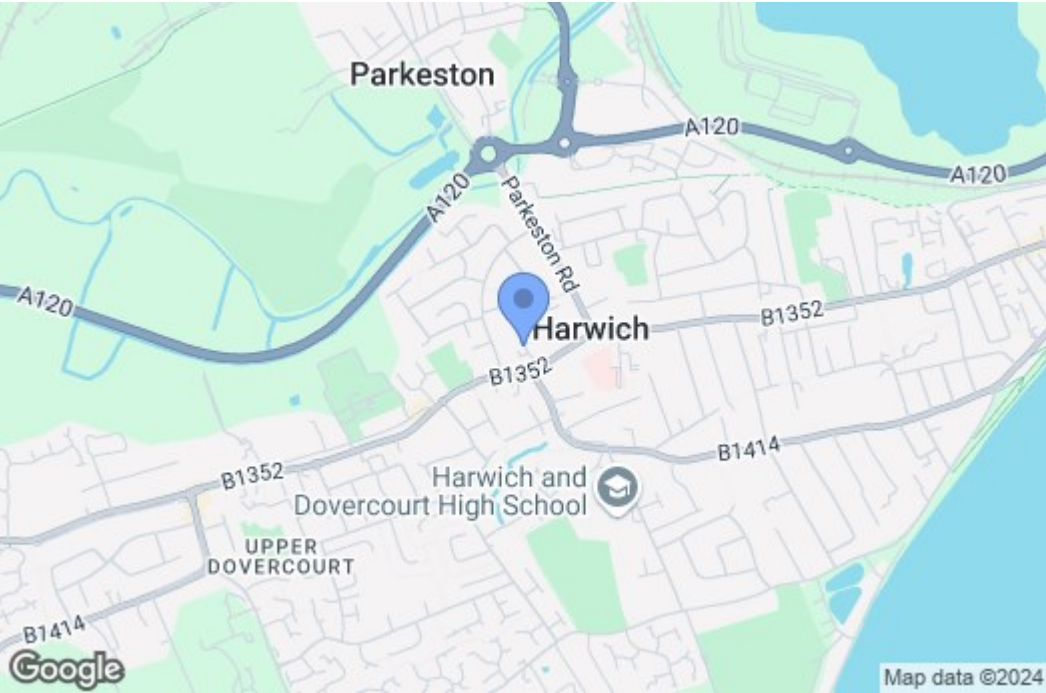 Parkeston
A120
A120
A120
Parkeston Rd
A120
Harwich
B1352
B1352
B1414
B1352
Harwich and
Dovercourt High School
UPPER
DOVERCOURT
B1414
Google
Map data ©2024